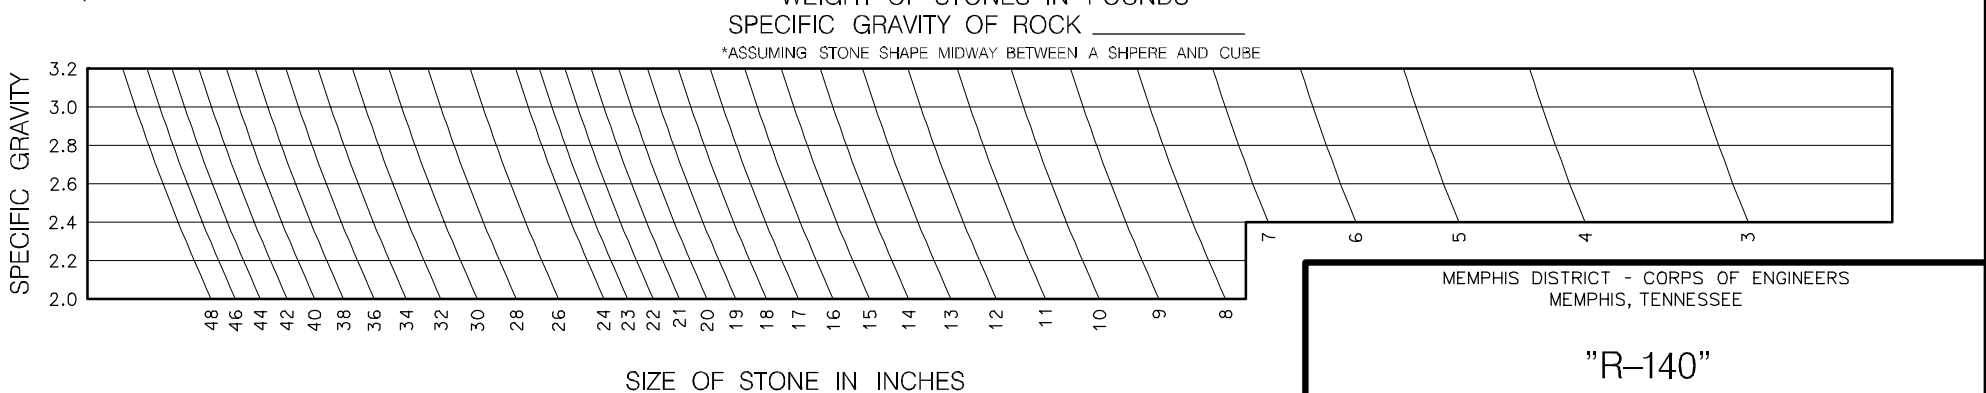 WEIGHT OF STONES IN POUNDS
SPECIFIC GRAVITY OF ROCK
*ASSUMING STONE SHAPE MIDWAY BETWEEN A SHPERE AND CUBE
SPECIFIC GRAVITY
3.2
3.0
2.8
2.6
2.4
2.2
2.0
7 6 5 4 3
48 46 44 42 40 38 36 34 32 30 28 26 24 23 22 21 20 19 18 17 16 15 14 13 12 11 10 9 8
SIZE OF STONE IN INCHES
MEMPHIS DISTRICT - CORPS OF ENGINEERS
MEMPHIS, TENNESSEE
"R-140"